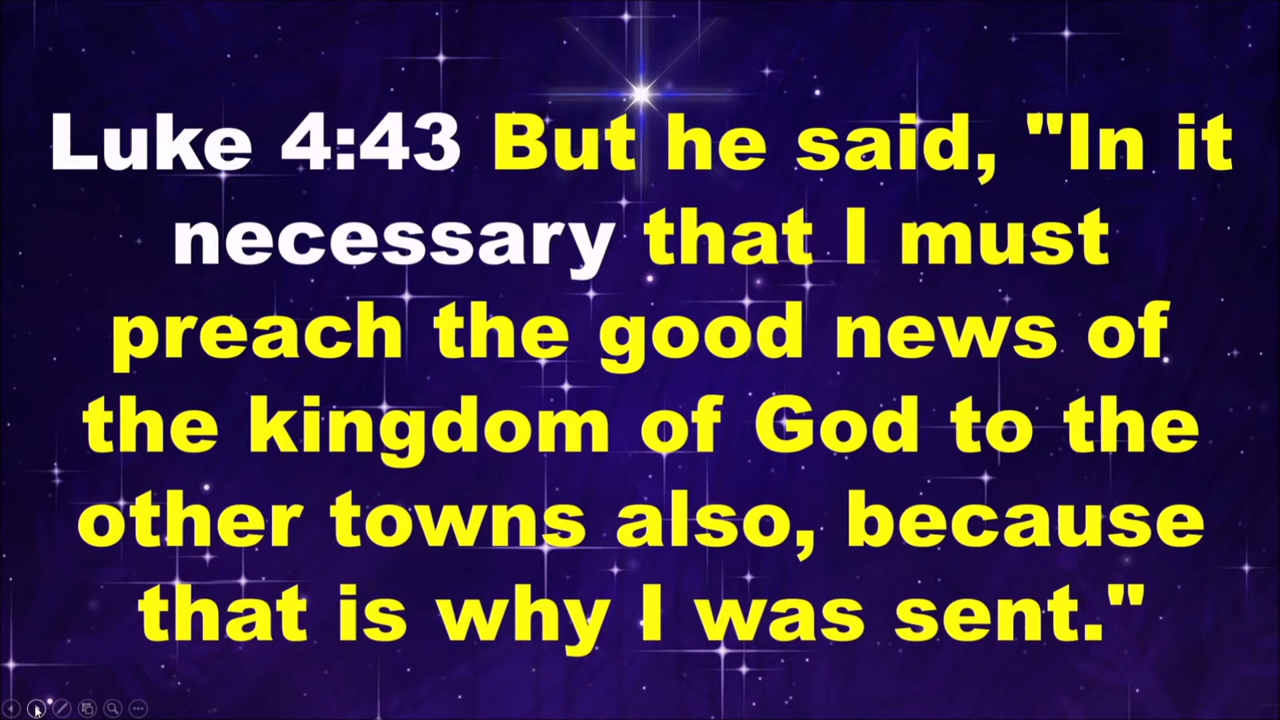 Luke 4:43 But he said, "In it
necessary that I must
preach the good news of
the kingdom of God to the
other towns also, because
that is why I was sent."